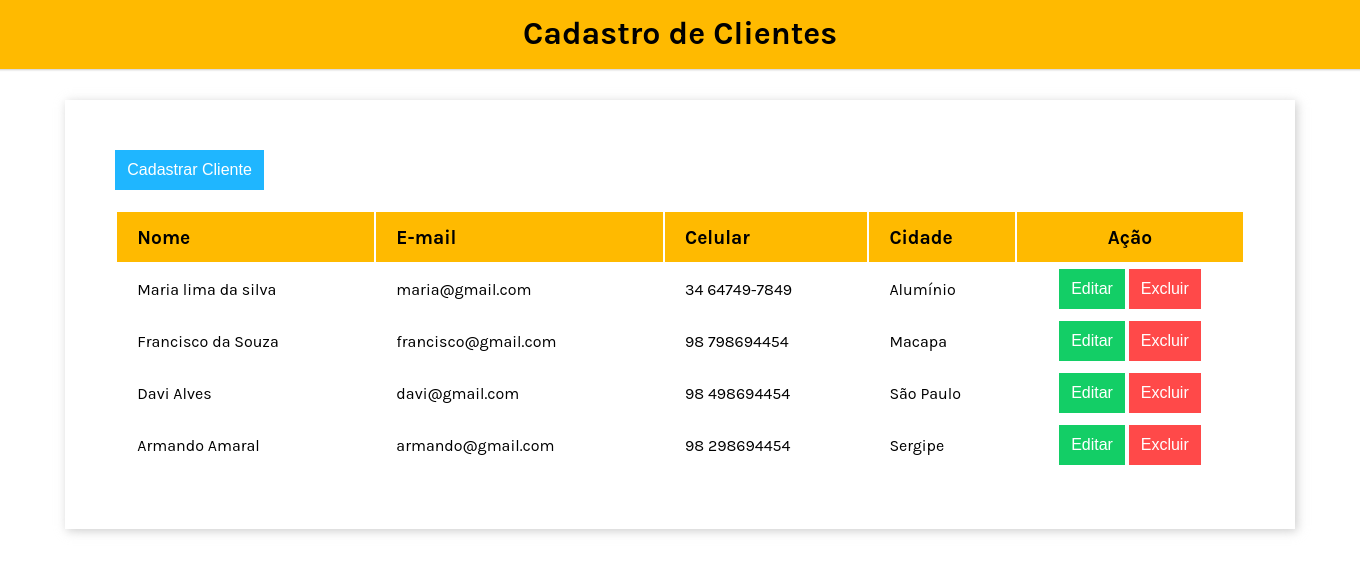 Cadastro de Clientes
Cadastrar Cliente
Nome E-mail Celular Cidade Ação
Maria lima da silva maria@gmail.com 34 64749-7849 Alumínio Editar Excluir
Francisco da Souza francisco@gmail.com 98 798694454 Macapa Editar Excluir
Davi Alves davi@gmail.com 98 498694454 São Paulo Editar Excluir
Armando Amaral armando@gmail.com 98 298694454 Sergipe Editar Excluir